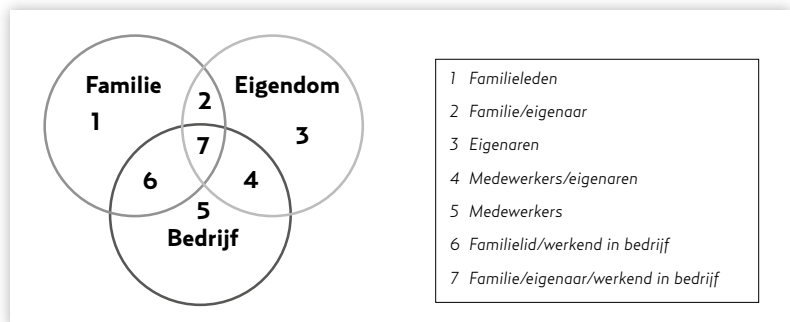 Familie
Eigendom
1
2
3
7
6
4
5
Bedrijf
1 Familieleden
2 Familie/eigenaar
3 Eigenaren
4 Medewerkers/eigenaren
5 Medewerkers
6 Familielid/werkend in bedrijf
7 Familie/eigenaar/werkend in bedrijf